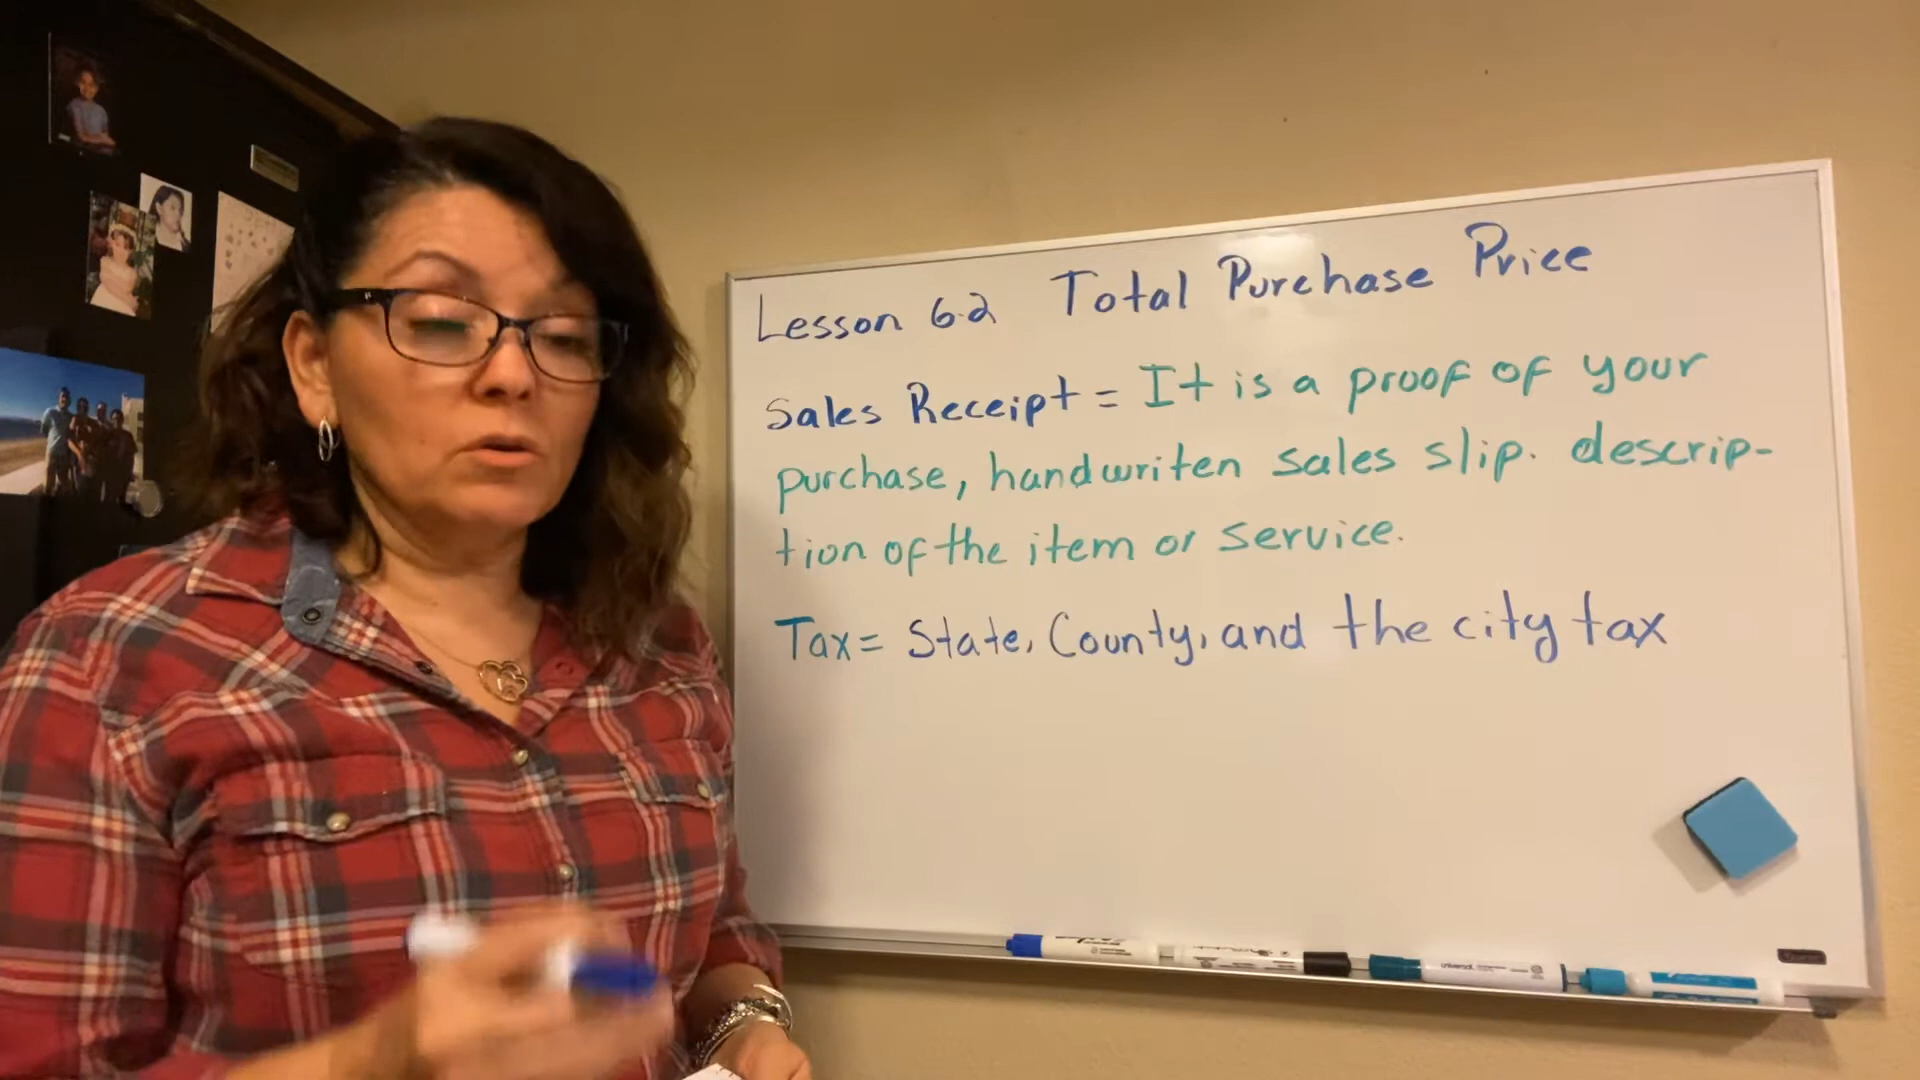 Lesson 6.2 Total Purchase Price
Sales Receipt = It is a proof of your
purchase, handwriten sales slip. descrip-
tion of the item or service.
Tax = State, County, and the city tax
universal